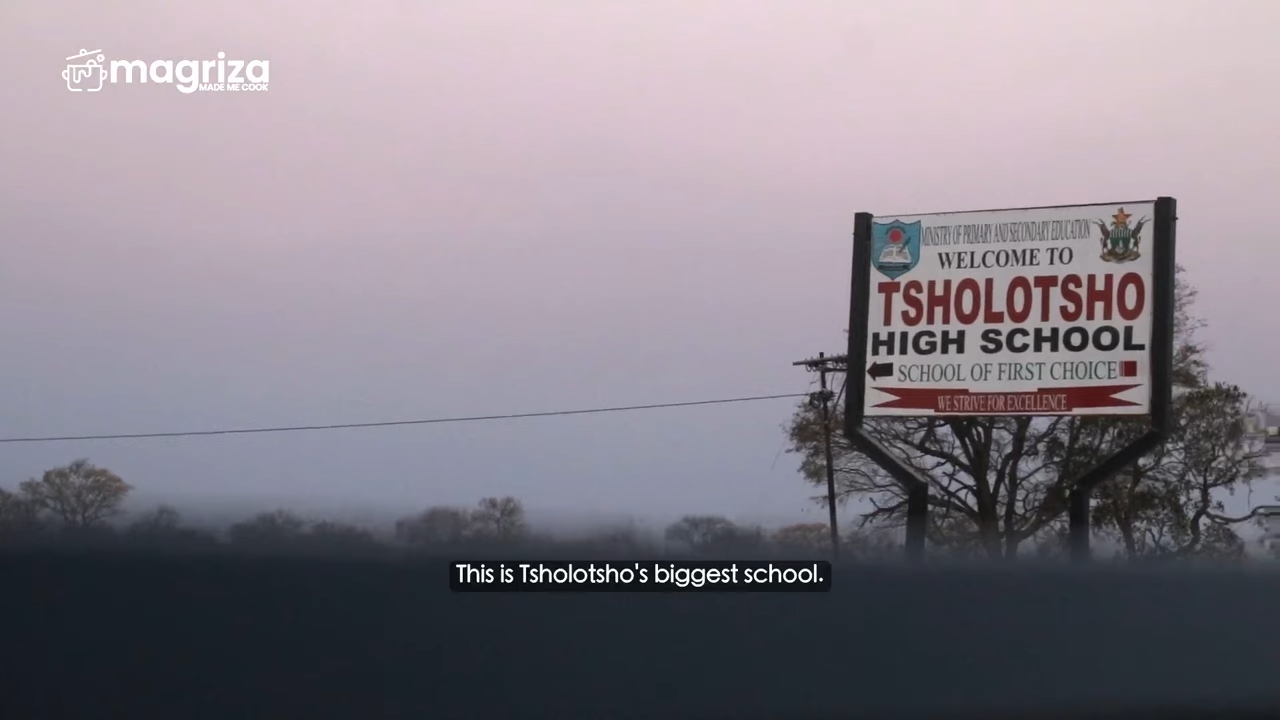 magriza
MADE ME COOK
MINISTRY OF PRIMARY AND SECONDARY EDUCATION
WELCOME TO
TSHOLOTSHO
HIGH SCHOOL
SCHOOL OF FIRST CHOICE
WE STRIVE FOR EXCELLENCE
This is Tsholotsho's biggest school.